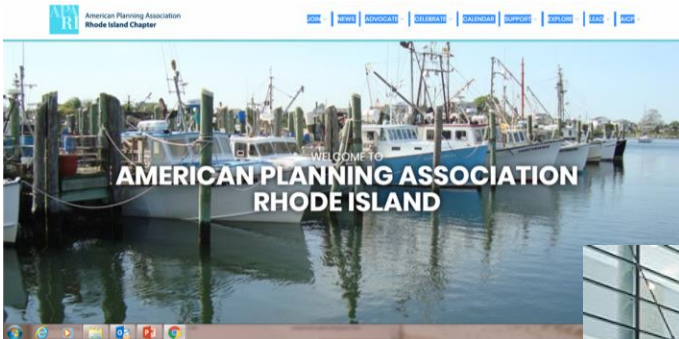 APA
RI
American Planning Association
Rhode Island Chapter
JOIN NEWS ADVOCATE CELEBRATE CALENDAR SUPPORT EXPLORE LEAD AICP
WELCOME TO
AMERICAN PLANNING ASSOCIATION
RHODE ISLAND